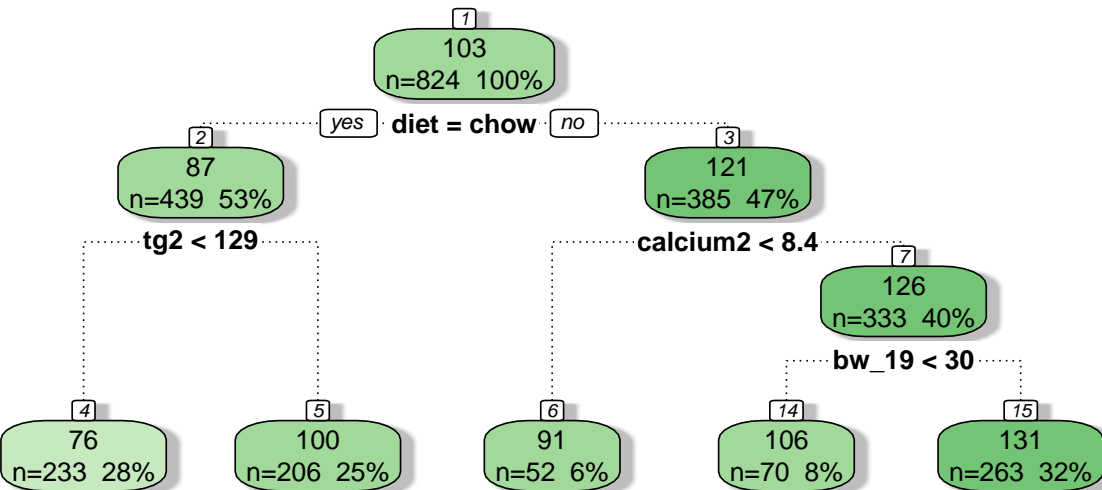 1
103
n=824 100%
yes diet = chow no
2 3
87 121
n=439 53% n=385 47%
tg2 < 129 calcium2 < 8.4
7
126
n=333 40%
bw_19 < 30
4 5 6 14 15
76 100 91 106 131
n=233 28% n=206 25% n=52 6% n=70 8% n=263 32%